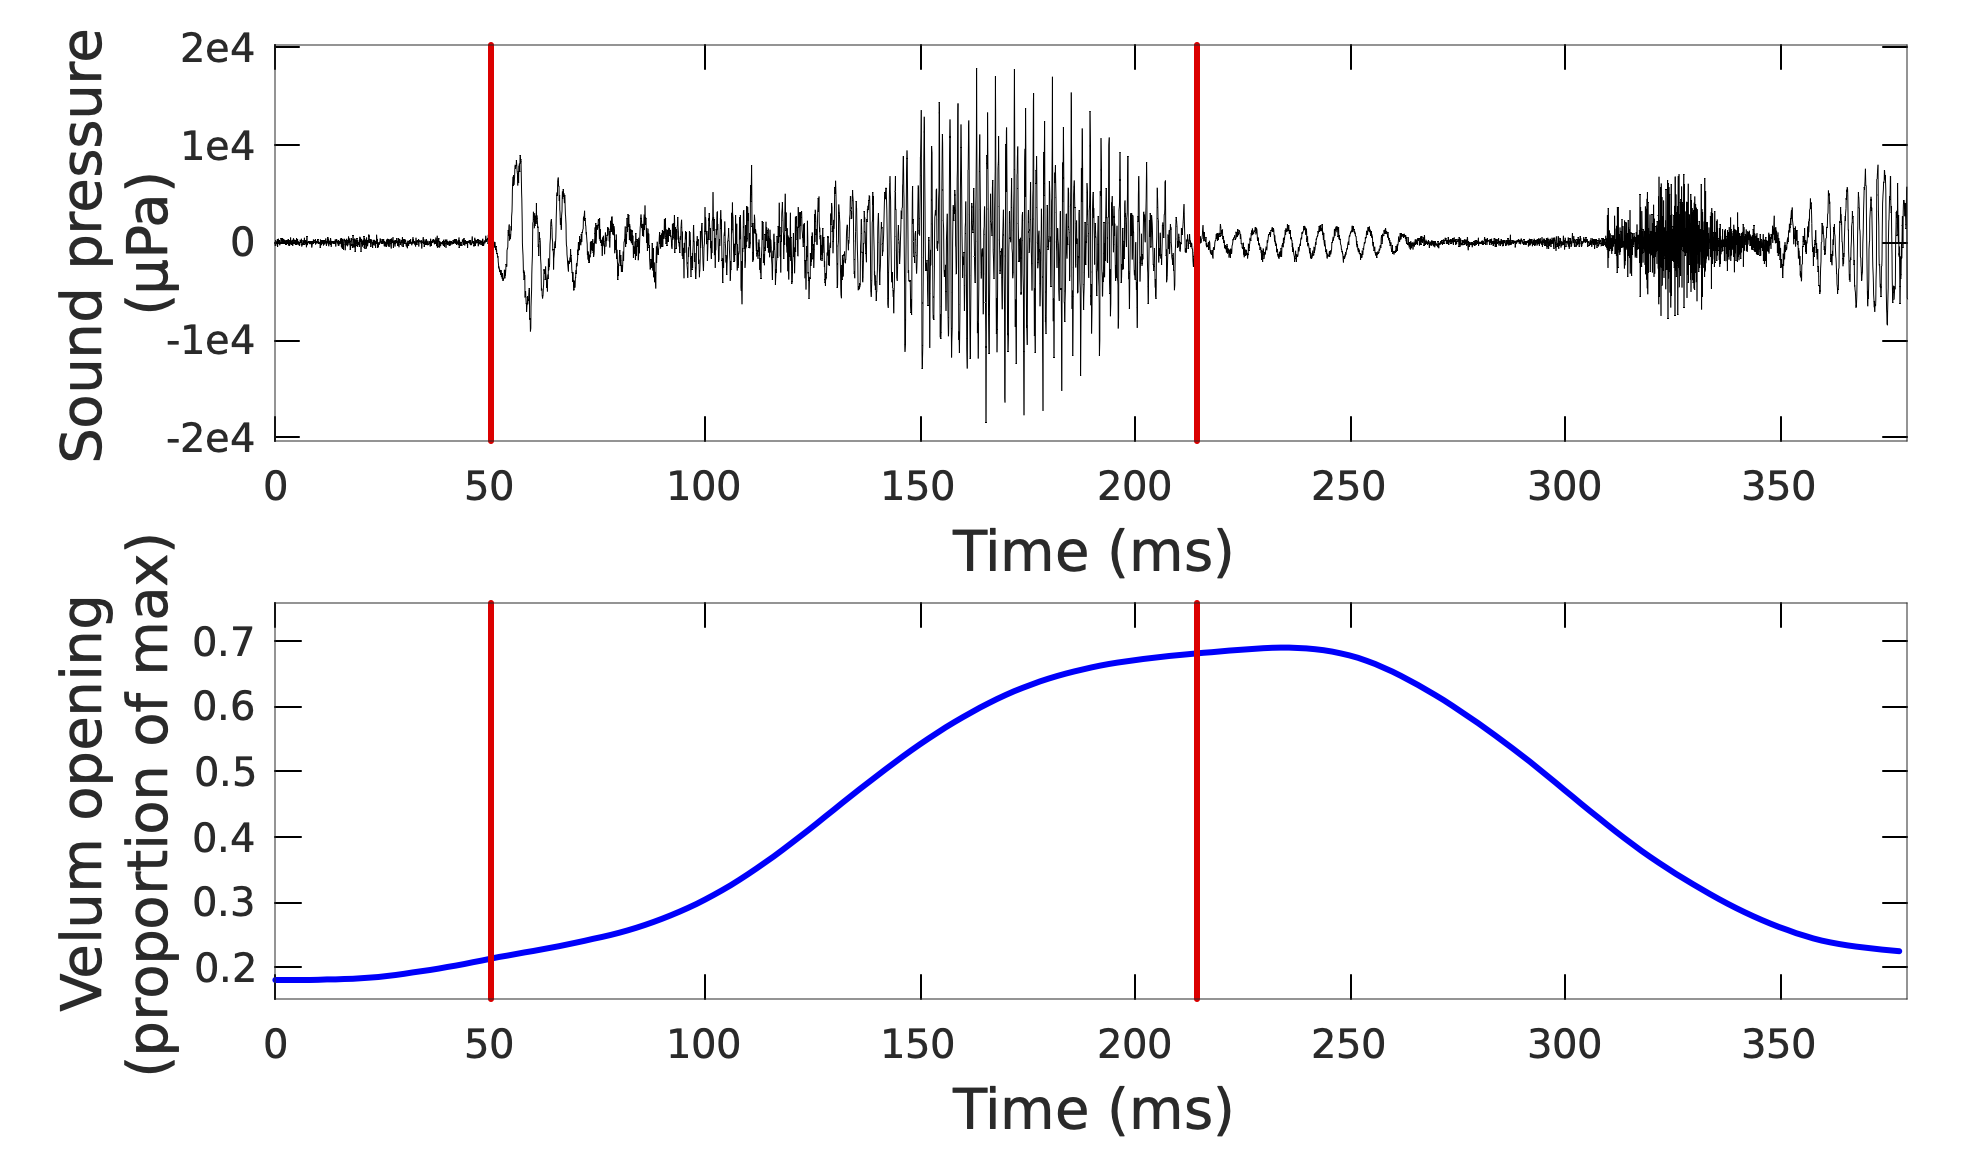 Sound pressure
(µPa)
2e4
1e4
0
-1e4
-2e4
0 50 100 150 200 250 300 350
Time (ms)
Velum opening
(proportion of max)
0.7
0.6
0.5
0.4
0.3
0.2
0 50 100 150 200 250 300 350
Time (ms)